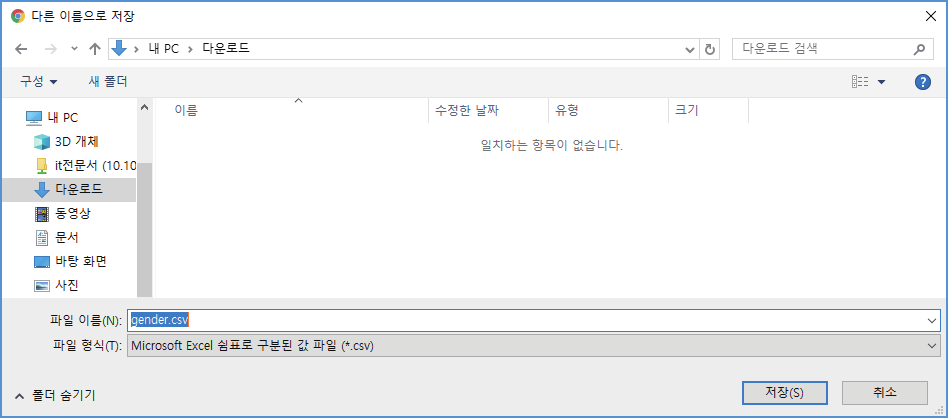 다른 이름으로 저장
내 PC 다운로드
다운로드 검색
구성
새 폴더
이름 수정한 날짜 유형 크기
일치하는 항목이 없습니다.
내 PC
3D 개체
it전문서 (10.10
다운로드
동영상
문서
바탕 화면
사진
파일 이름(N): gender.csv
파일 형식(T): Microsoft Excel 쉼표로 구분된 값 파일 (*.csv)
폴더 숨기기
저장(S) 취소